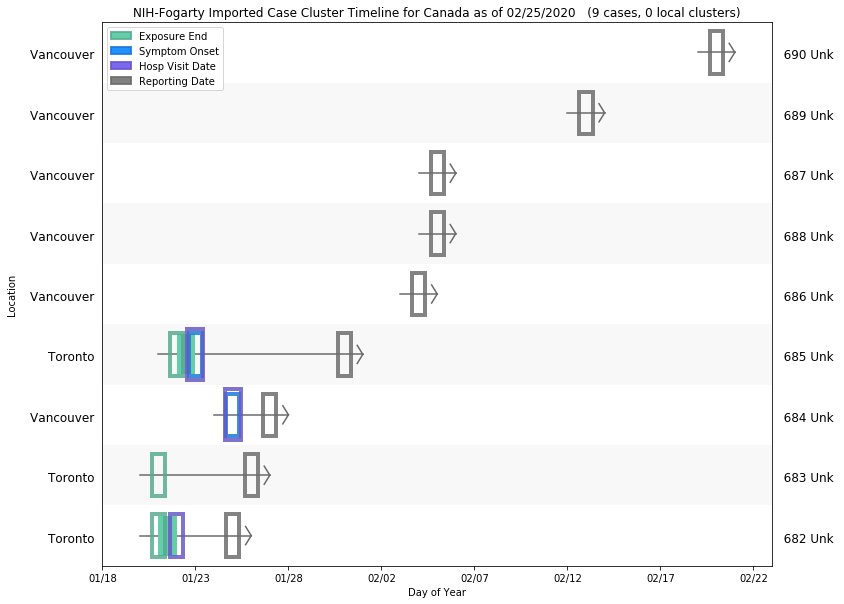 NIH-Fogarty Imported Case Cluster Timeline for Canada as of 02/25/2020 (9 cases, 0 local clusters)
Exposure End
Symptom Onset
Hosp Visit Date
Reporting Date
Vancouver 690 Unk
Vancouver 689 Unk
Vancouver 687 Unk
Vancouver 688 Unk
Vancouver 686 Unk
Toronto 685 Unk
Vancouver 684 Unk
Toronto 683 Unk
Toronto 682 Unk
Location
01/18 01/23 01/28 02/02 02/07 02/12 02/17 02/22
Day of Year